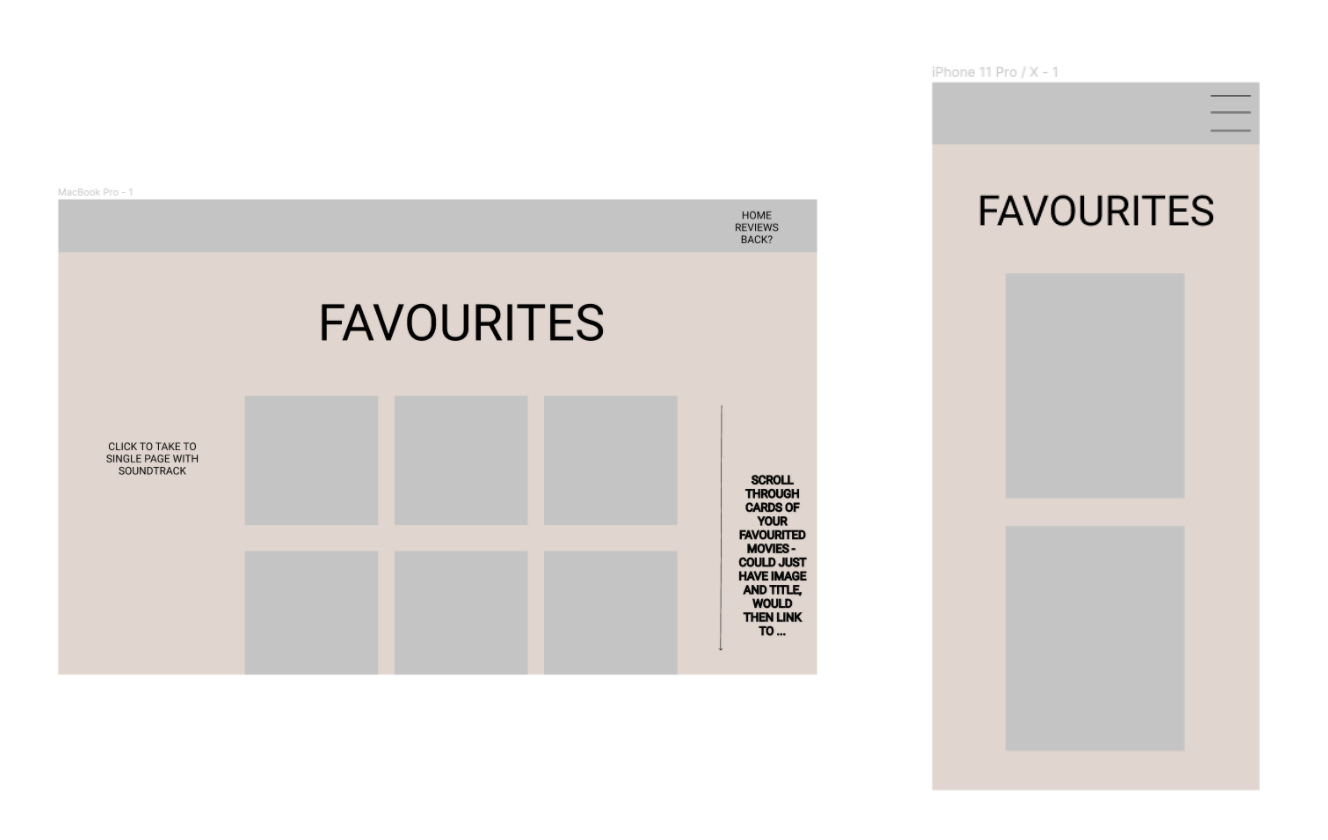 iPhone 11 Pro / X - 1
FAVOURITES
MacBook Pro - 1
HOME
REVIEWS
BACK?
FAVOURITES
CLICK TO TAKE TO
SINGLE PAGE WITH
SOUNDTRACK
SCROLL
THROUGH
CARDS OF
YOUR
FAVOURITED
MOVIES -
COULD JUST
HAVE IMAGE
AND TITLE,
WOULD
THEN LINK
TO ...